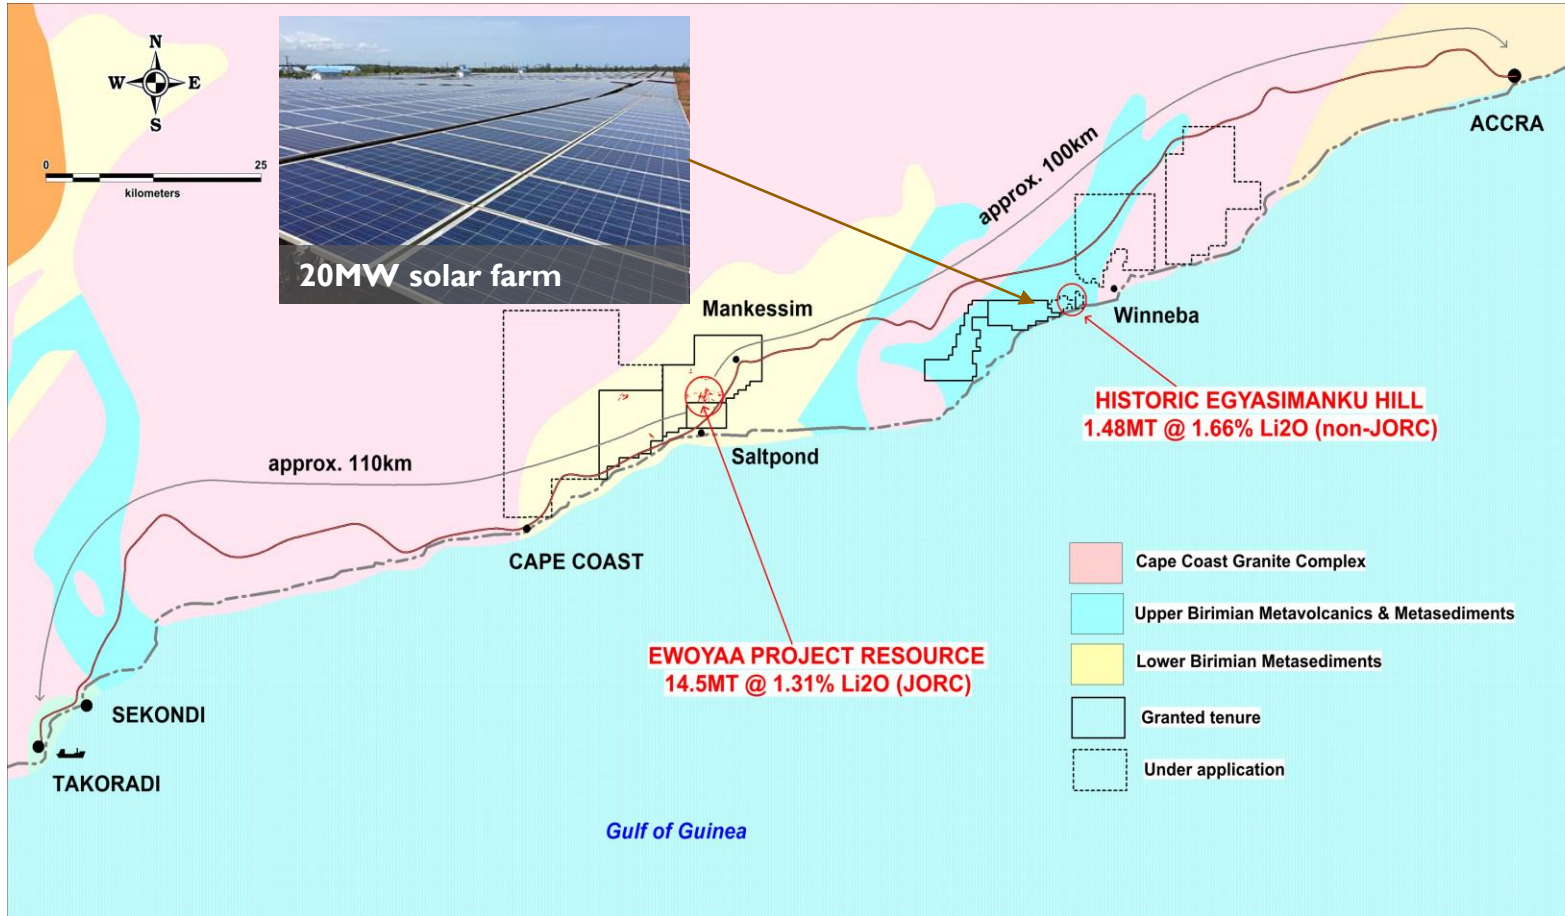 N
W
E
S
0
25
kilometers
20MW solar farm
approx. 100km
ACCRA
Mankessim
Winneba
HISTORIC EGYASIMANKU HILL
1.48MT @ 1.66% Li2O (non-JORC)
approx. 110km
Saltpond
CAPE COAST
EWOYAA PROJECT RESOURCE
14.5MT @ 1.31% Li2O (JORC)
SEKONDI
TAKORADI
Gulf of Guinea
Cape Coast Granite Complex
Upper Birimian Metavolcanics & Metasediments
Lower Birimian Metasediments
Granted tenure
Under application